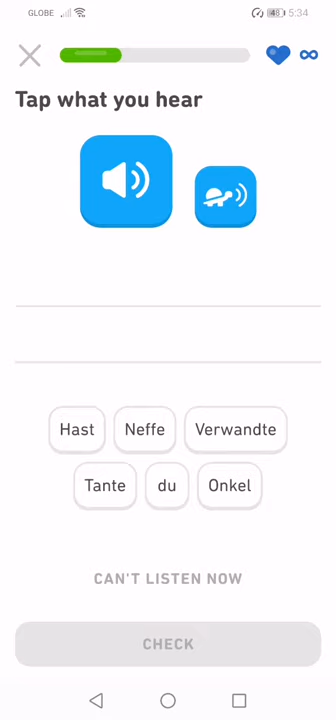 GLOBE 48 5:34
Tap what you hear
Hast Neffe Verwandte
Tante du Onkel
CAN'T LISTEN NOW
CHECK